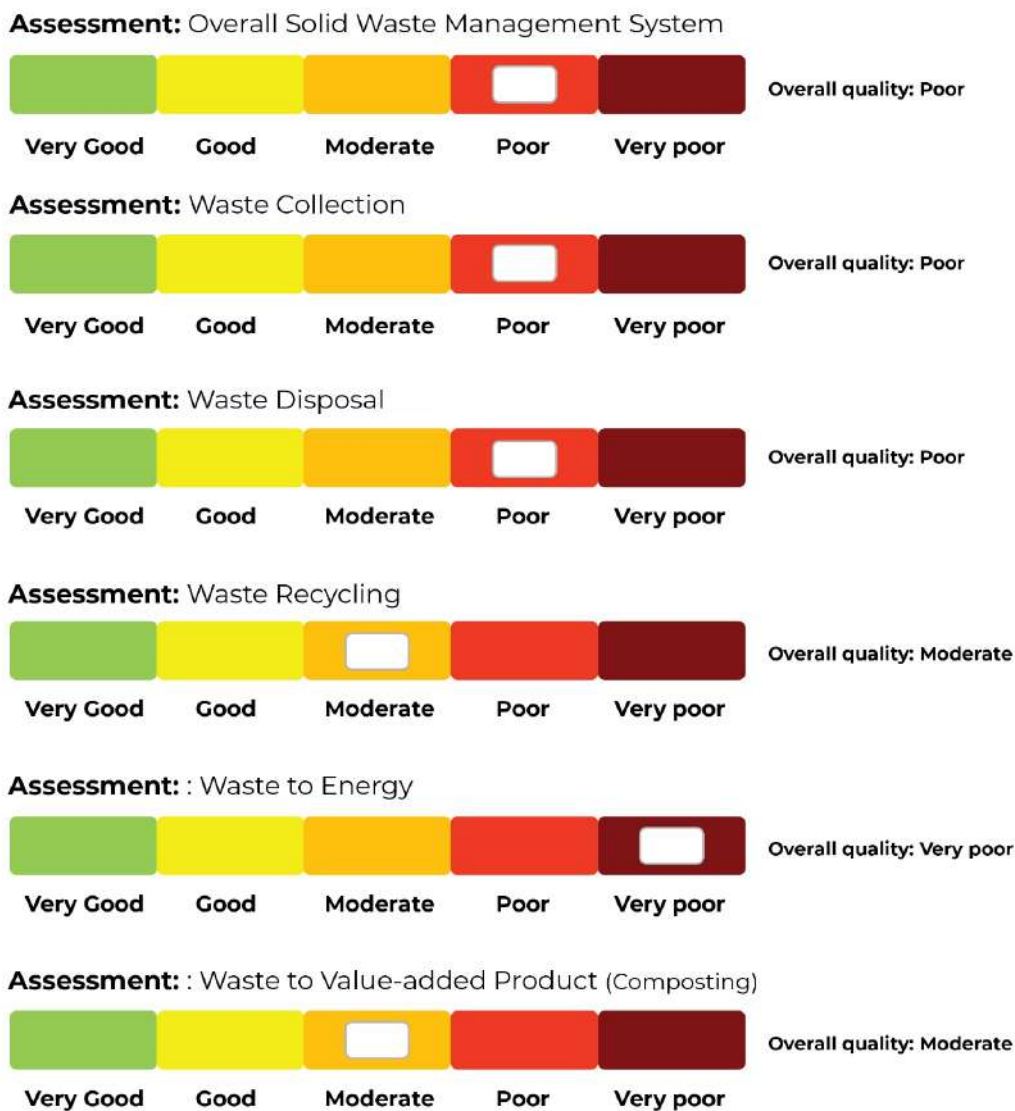 Assessment: Overall Solid Waste Management System
Overall quality: Poor
Very Good Good Moderate Poor Very poor
Assessment: Waste Collection
Overall quality: Poor
Very Good Good Moderate Poor Very poor
Assessment: Waste Disposal
Overall quality: Poor
Very Good Good Moderate Poor Very poor
Assessment: Waste Recycling
Overall quality: Moderate
Very Good Good Moderate Poor Very poor
Assessment: : Waste to Energy
Overall quality: Very poor
Very Good Good Moderate Poor Very poor
Assessment: : Waste to Value-added Product (Composting)
Overall quality: Moderate
Very Good Good Moderate Poor Very poor